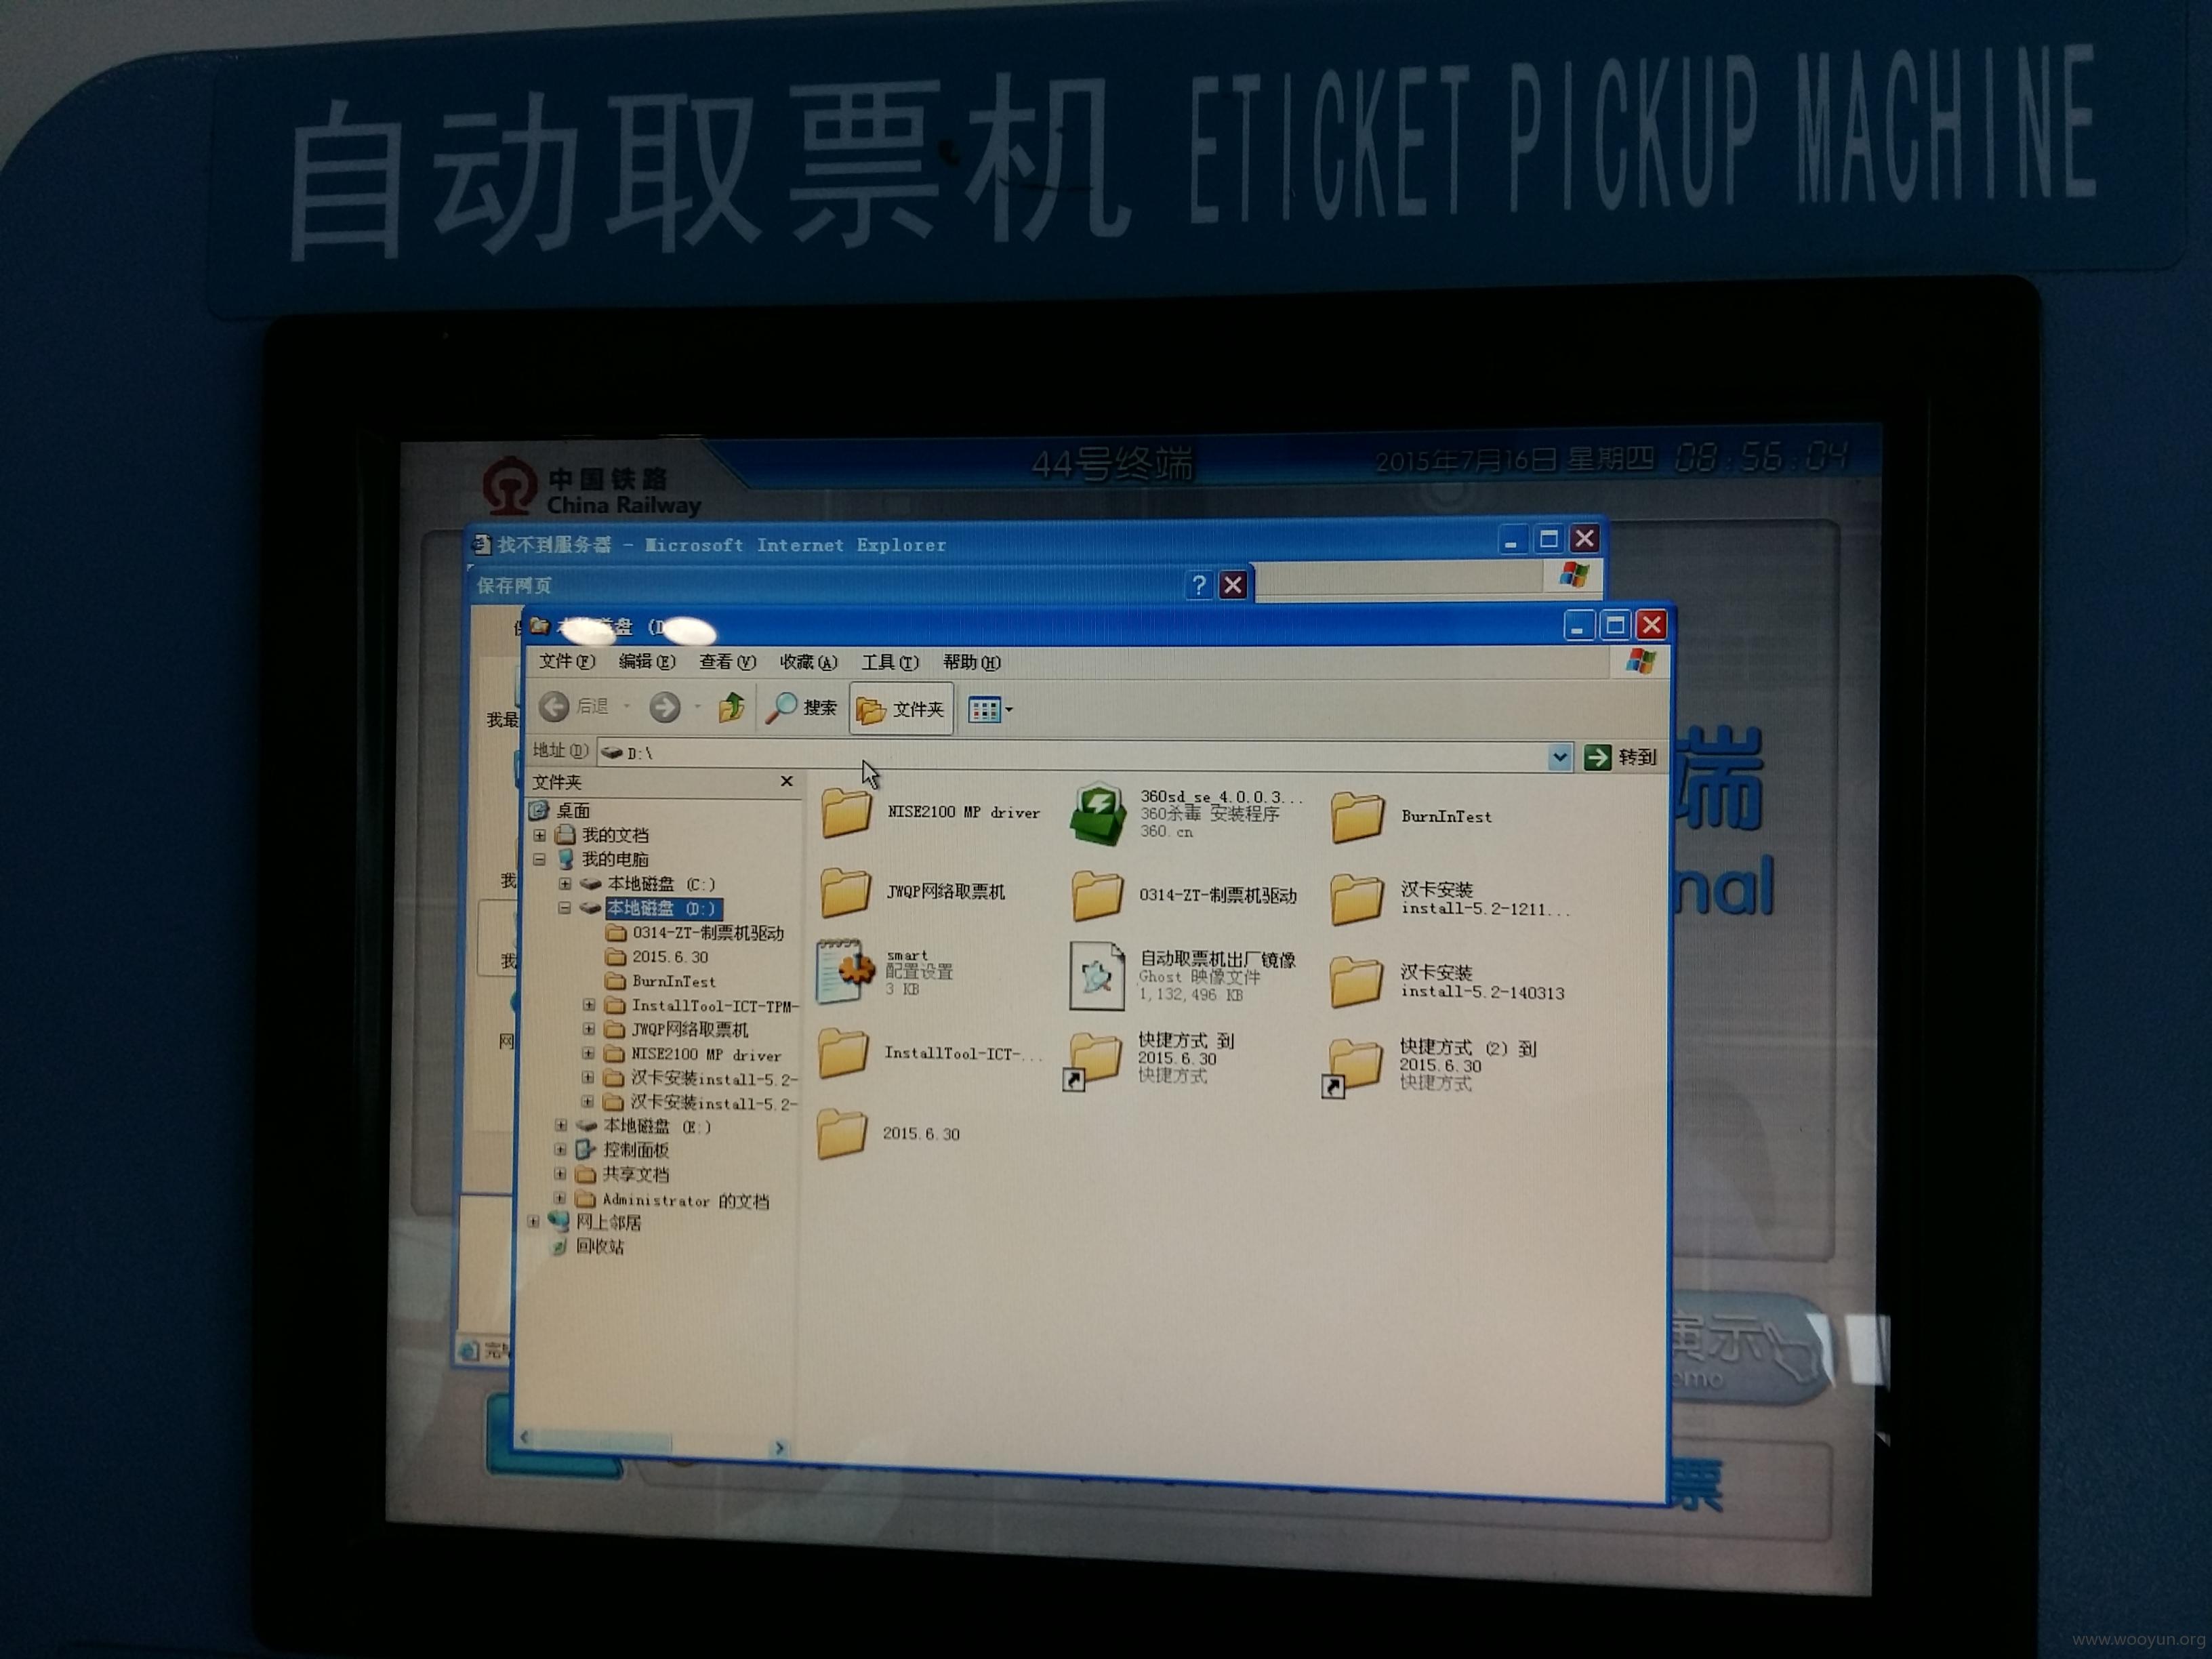 自动取票机 ETICKET PICKUP MACHINE
中国铁路
China Railway
44号终端
2015年7月16日 星期四 08:56:04
找不到服务器 - Microsoft Internet Explorer
保存网页
文件(F) 编辑(E) 查看(V) 收藏(A) 工具(T) 帮助(H)
后退 搜索 文件夹
地址(D) D:\ 转到
文件夹
桌面
我的文档
我的电脑
本地磁盘 (C:)
本地磁盘 (D:)
0314-ZT-制票机驱动
2015.6.30
BurnInTest
InstallTool-ICT-TPM-
JWQP网络取票机
NISE2100 MP driver
汉卡安装install-5.2-
汉卡安装install-5.2-
本地磁盘 (E:)
控制面板
共享文档
Administrator 的文档
网上邻居
回收站
NISE2100 MP driver
360sd_se_4.0.0.3...
360杀毒 安装程序
360.cn
BurnInTest
JWQP网络取票机
0314-ZT-制票机驱动
汉卡安装
install-5.2-1211...
smart
配置设置
3 KB
自动取票机出厂镜像
Ghost 映像文件
1,132,496 KB
汉卡安装
install-5.2-140313
InstallTool-ICT-...
快捷方式 到
2015.6.30
快捷方式
快捷方式 (2) 到
2015.6.30
快捷方式
2015.6.30
我最
我
我
网
端
nal
演示
emo
票
www.wooyun.org